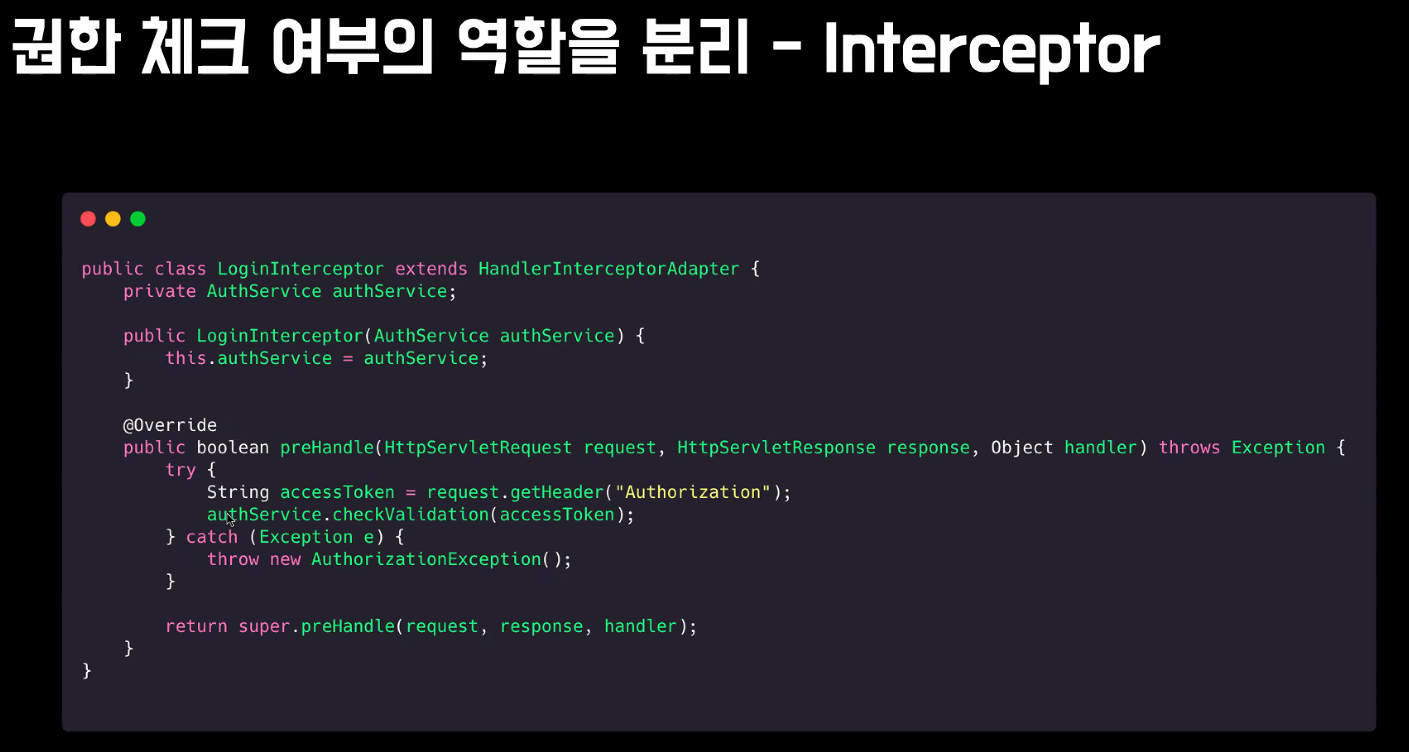 권한 체크 여부의 역할을 분리 - Interceptor
public class LoginInterceptor extends HandlerInterceptorAdapter {
    private AuthService authService;
    public LoginInterceptor(AuthService authService) {
        this.authService = authService;
    }
    @Override
    public boolean preHandle(HttpServletRequest request, HttpServletResponse response, Object handler) throws Exception {
        try {
            String accessToken = request.getHeader("Authorization");
            authService.checkValidation(accessToken);
        } catch (Exception e) {
            throw new AuthorizationException();
        }
        return super.preHandle(request, response, handler);
    }
}